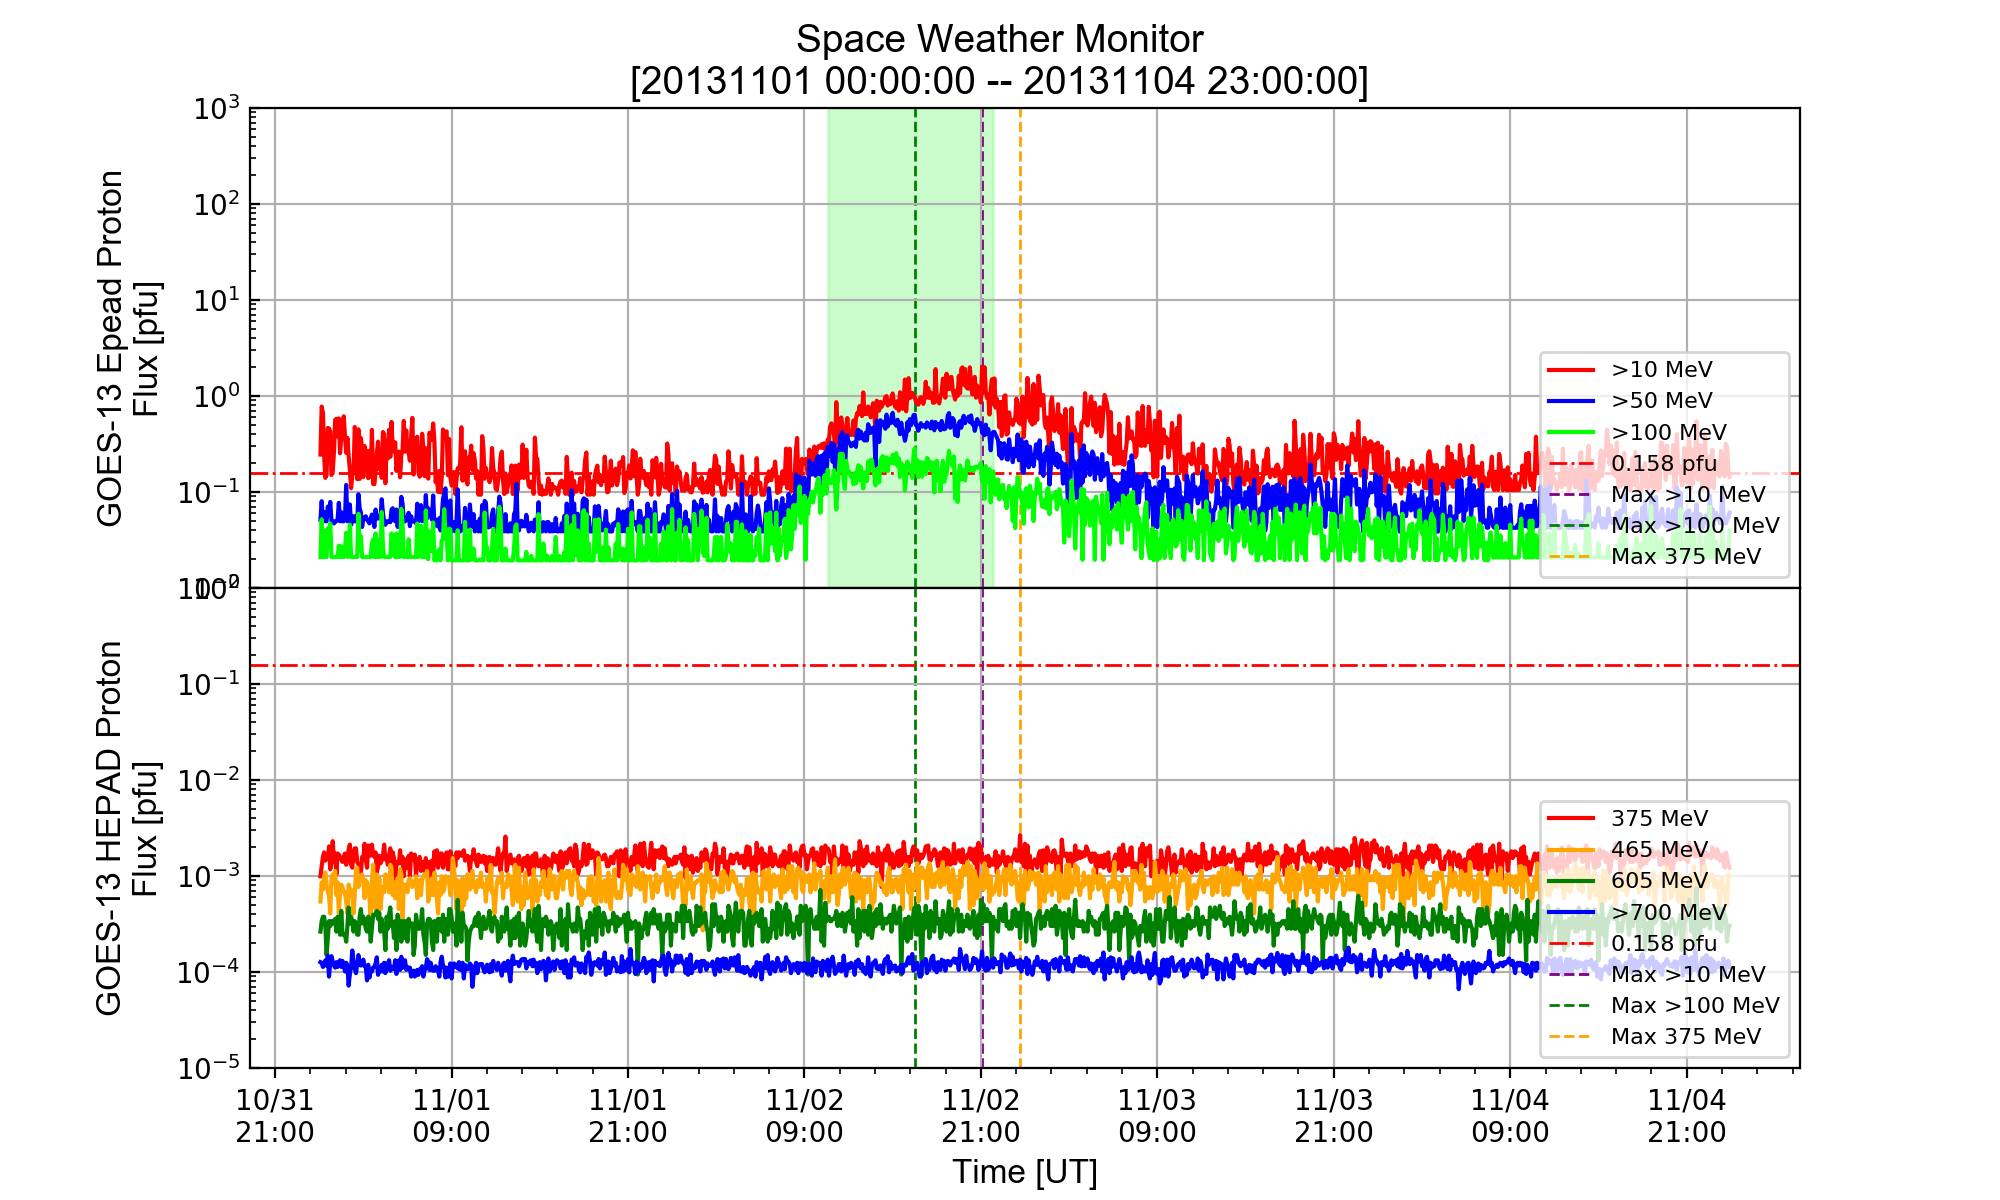 Space Weather Monitor
[20131101 00:00:00 -- 20131104 23:00:00]
GOES-13 Epead Proton
Flux [pfu]
10³
10²
10¹
10⁰
10⁻¹
10⁻²
>10 MeV
>50 MeV
>100 MeV
0.158 pfu
Max >10 MeV
Max >100 MeV
Max 375 MeV
GOES-13 HEPAD Proton
Flux [pfu]
10⁰
10⁻¹
10⁻²
10⁻³
10⁻⁴
10⁻⁵
375 MeV
465 MeV
605 MeV
>700 MeV
0.158 pfu
Max >10 MeV
Max >100 MeV
Max 375 MeV
10/31 11/01 11/01 11/02 11/02 11/03 11/03 11/04 11/04
21:00 09:00 21:00 09:00 21:00 09:00 21:00 09:00 21:00
Time [UT]